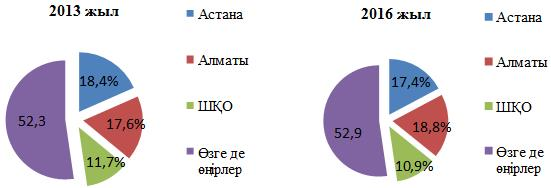 2013 жыл
18,4%
17,6%
11,7%
52,3
Астана
Алматы
ШҚО
Өзге де
өңірлер
2016 жыл
17,4%
18,8%
10,9%
52,9
Астана
Алматы
ШҚО
Өзге де
өңірлер